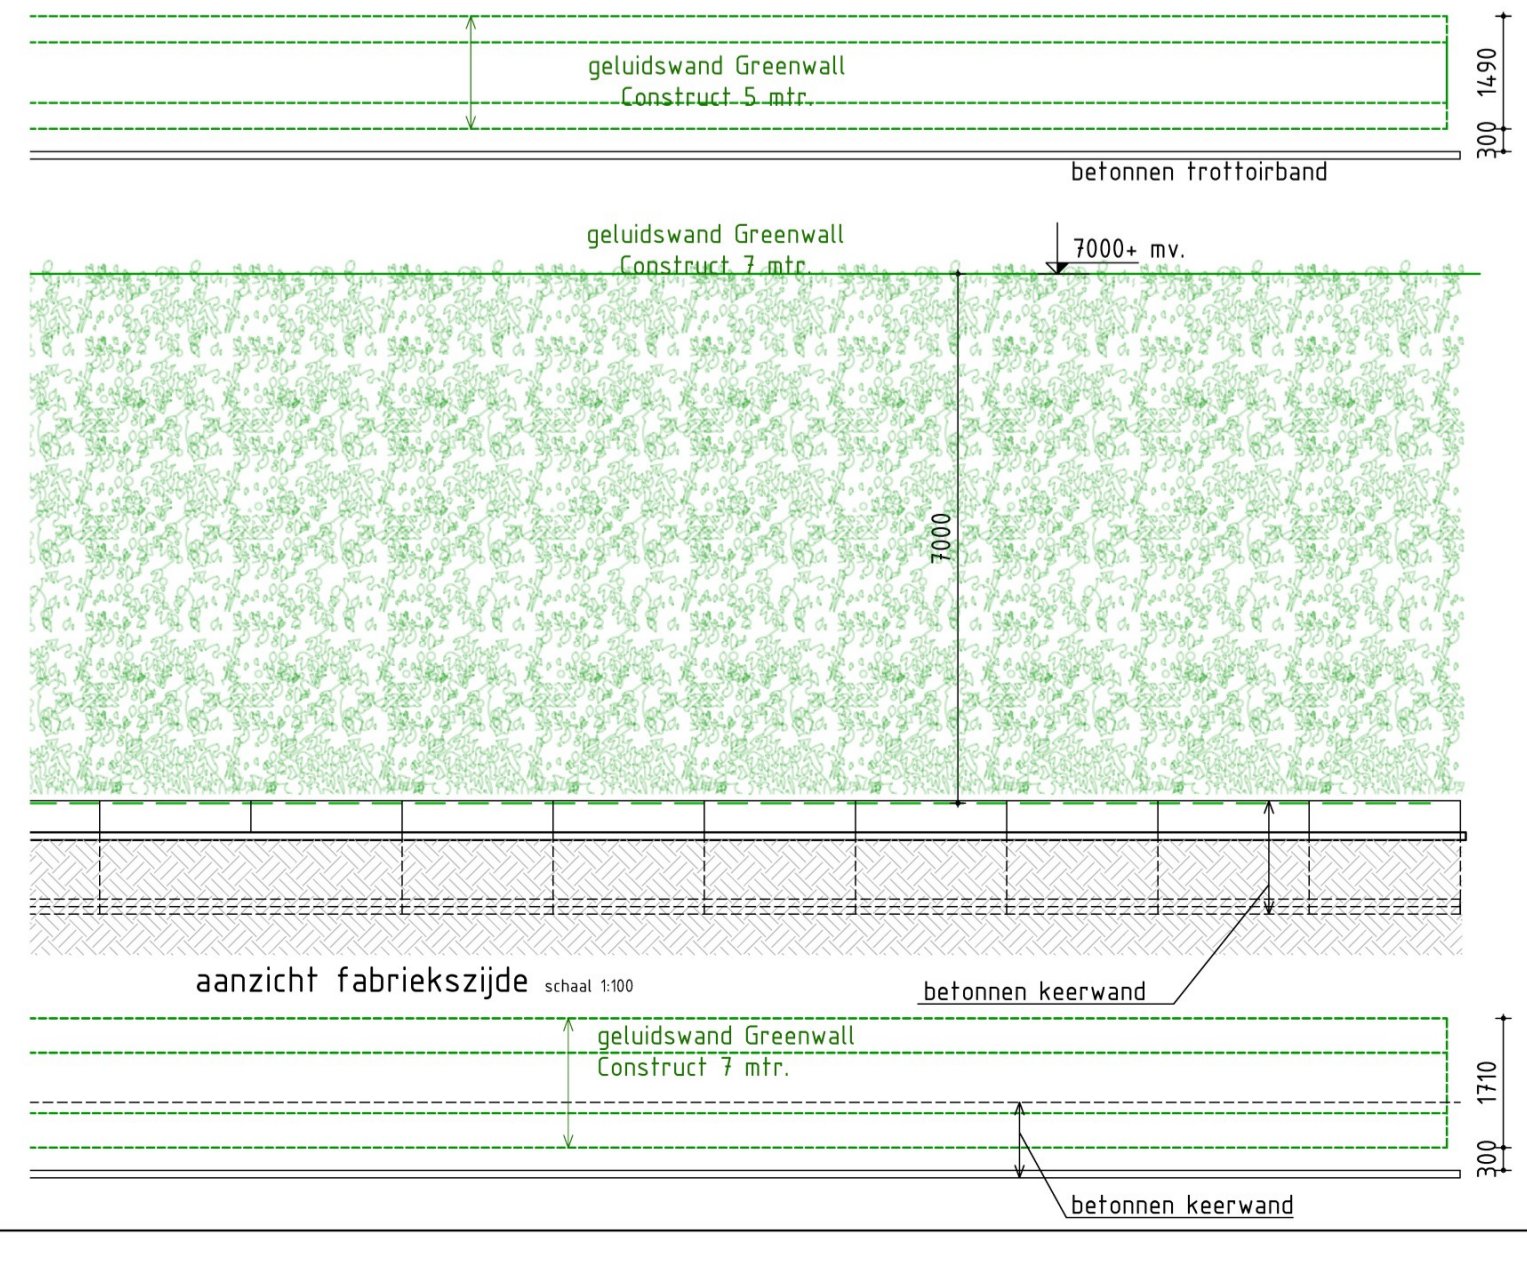 geluidswand Greenwall
Construct 5 mtr.
1490
300
betonnen trottoirband
geluidswand Greenwall
Construct 7 mtr.
7000+ mv.
7000
aanzicht fabriekszijde schaal 1:100
betonnen keerwand
geluidswand Greenwall
Construct 7 mtr.
1710
300
betonnen keerwand